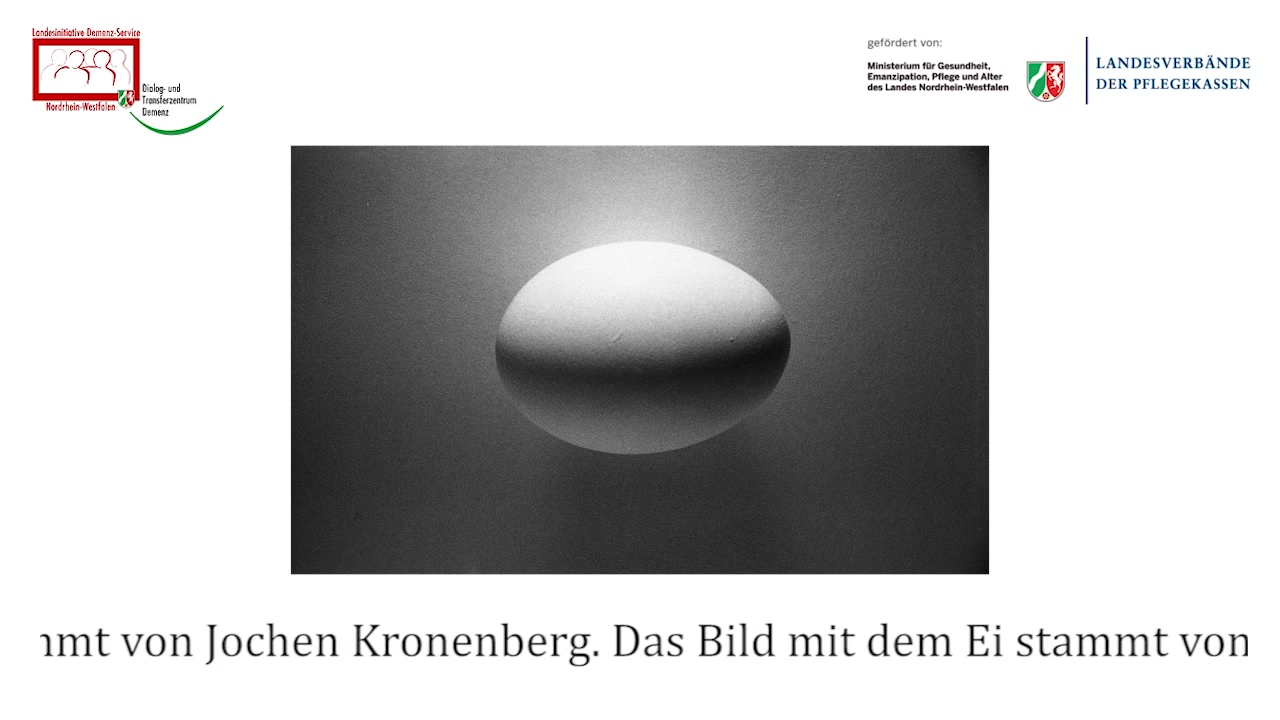 Landesinitiative Demenz-Service
Nordrhein-Westfalen
Dialog- und
Transferzentrum
Demenz
gefördert von:
Ministerium für Gesundheit,
Emanzipation, Pflege und Alter
des Landes Nordrhein-Westfalen
LANDESVERBÄNDE
DER PFLEGEKASSEN
mt von Jochen Kronenberg. Das Bild mit dem Ei stammt von